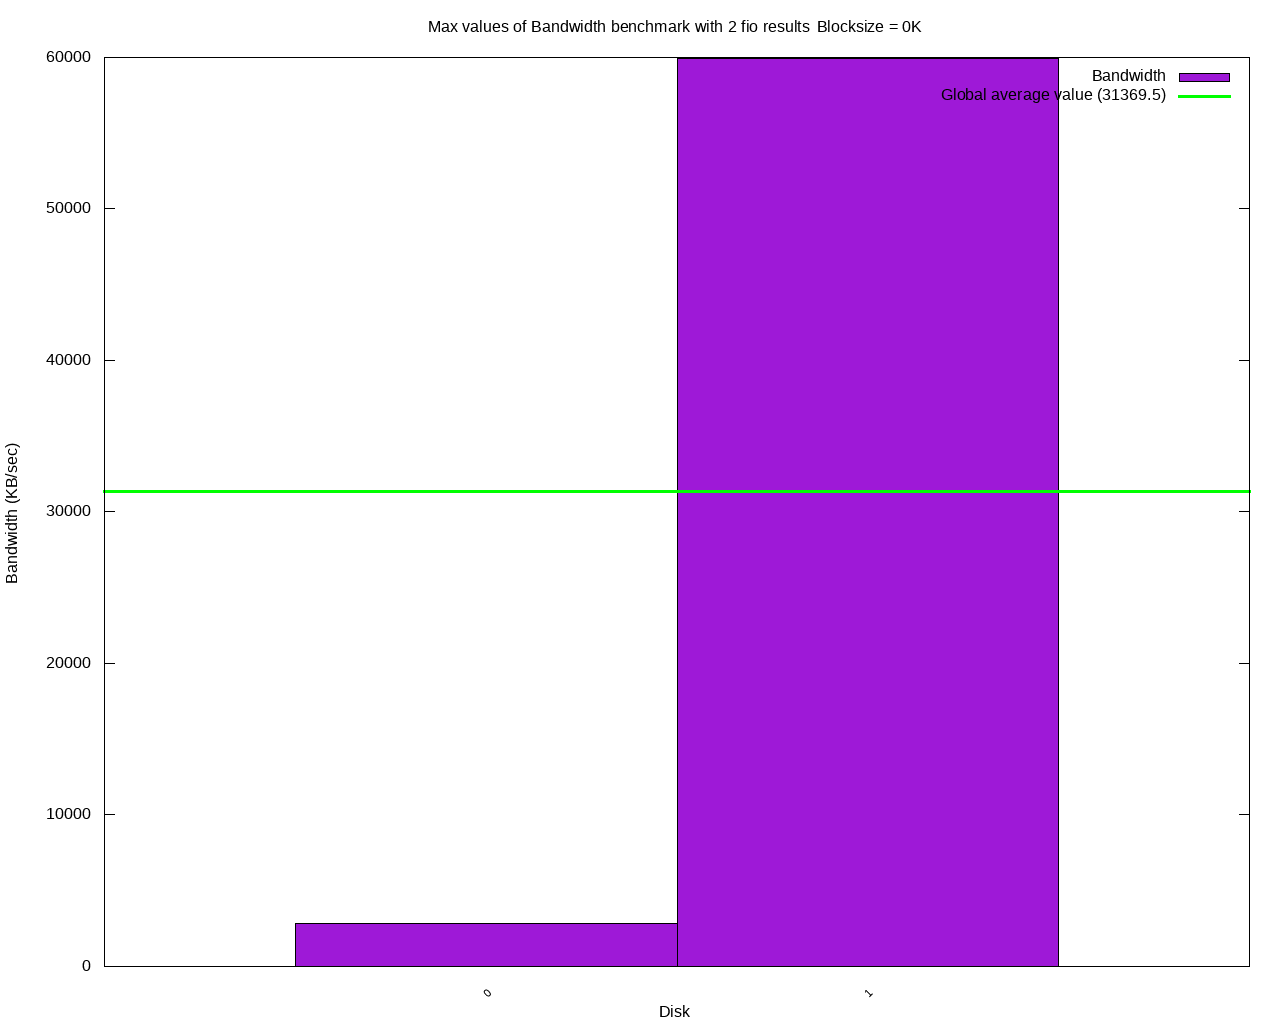 Max values of Bandwidth benchmark with 2 fio results Blocksize = 0K
60000
50000
40000
30000
20000
10000
0
Bandwidth (KB/sec)
Bandwidth
Global average value (31369.5)
0
1
Disk